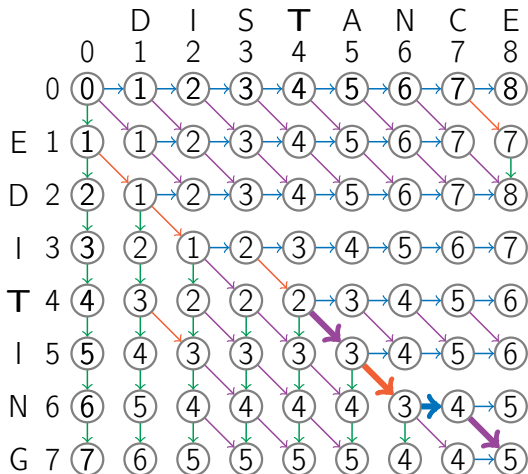 D I S T A N C E
0 1 2 3 4 5 6 7 8
0 0 1 2 3 4 5 6 7 8
E 1 1 1 2 3 4 5 6 7 7
D 2 2 1 2 3 4 5 6 7 8
I 3 3 2 1 2 3 4 5 6 7
T 4 4 3 2 2 2 3 4 5 6
I 5 5 4 3 3 3 3 4 5 6
N 6 6 5 4 4 4 4 3 4 5
G 7 7 6 5 5 5 5 4 4 5